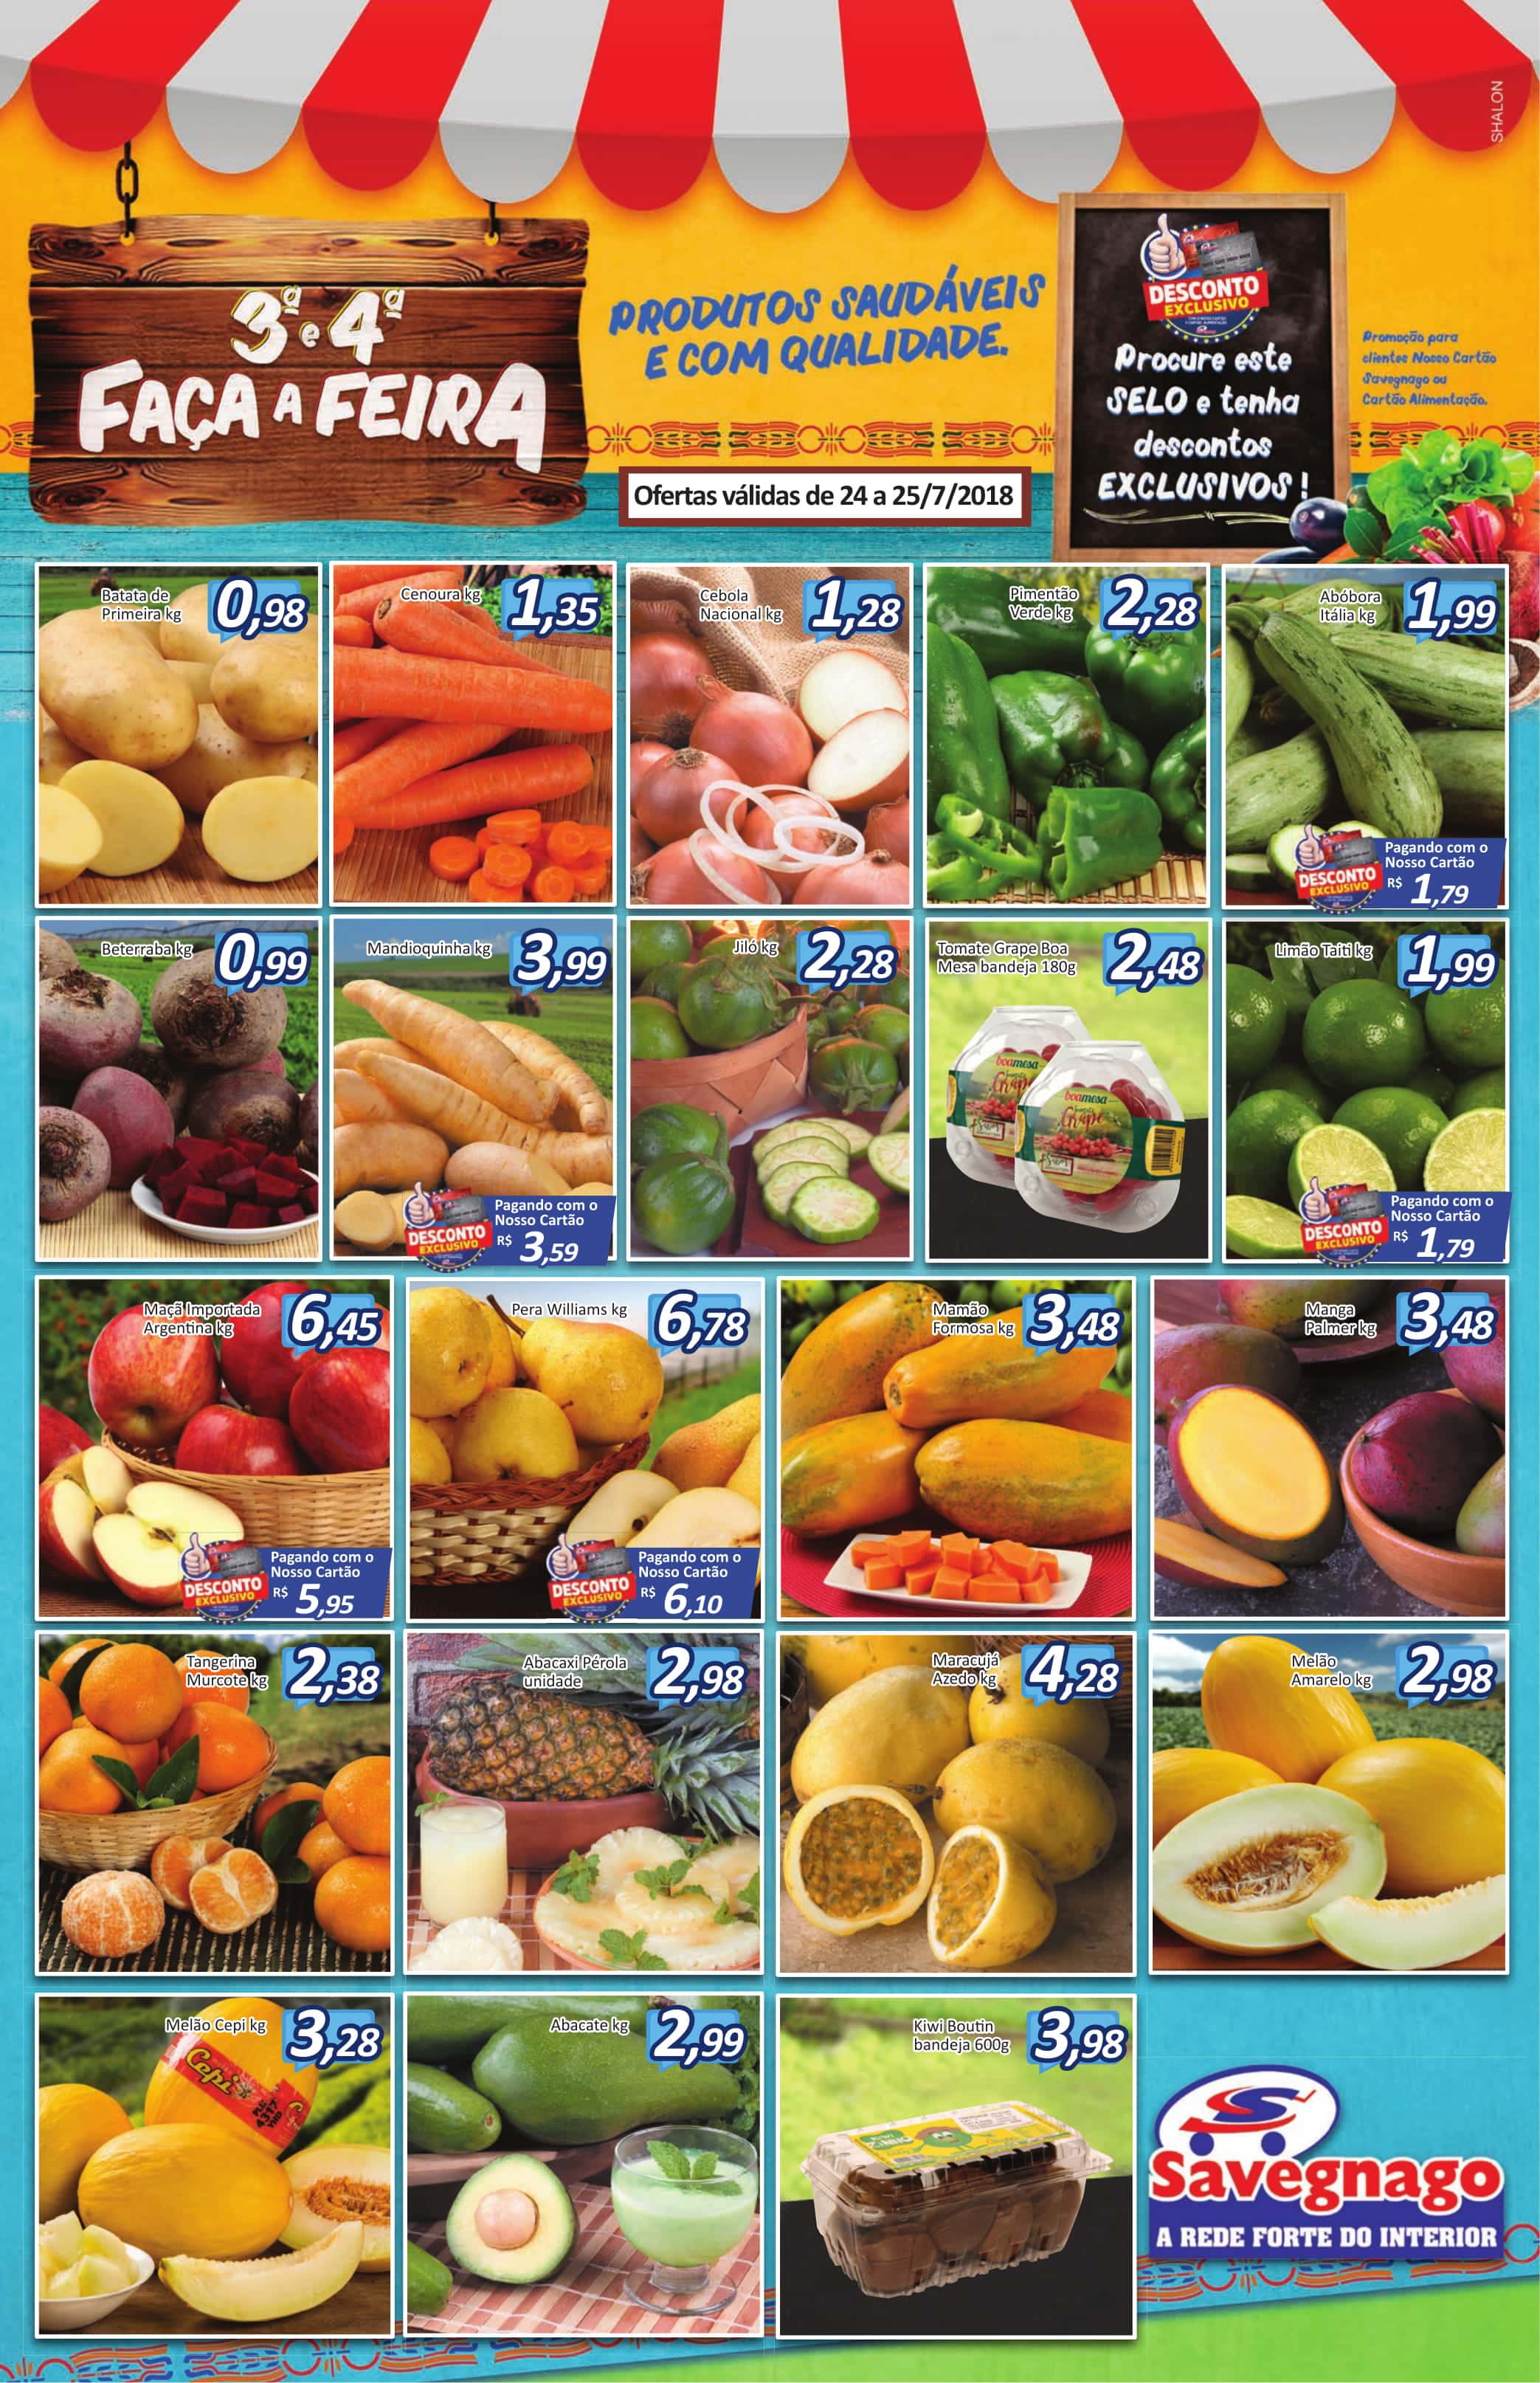 SHALON
3ª e 4ª
FAÇA A FEIRA
PRODUTOS SAUDÁVEIS
E COM QUALIDADE.
Ofertas válidas de 24 a 25/7/2018
DESCONTO
EXCLUSIVO
Procure este
SELO e tenha
descontos
EXCLUSIVOS!
Promoção para
clientes Nosso Cartão
Savegnago ou
Cartão Alimentação.
Batata de
Primeira kg
0,98
Cenoura kg
1,35
Cebola
Nacional kg
1,28
Pimentão
Verde kg
2,28
Abóbora
Itália kg
1,99
DESCONTO
EXCLUSIVO
Pagando com o
Nosso Cartão
R$ 1,79
Beterraba kg
0,99
Mandioquinha kg
3,99
DESCONTO
EXCLUSIVO
Pagando com o
Nosso Cartão
R$ 3,59
Jiló kg
2,28
Tomate Grape Boa
Mesa bandeja 180g
2,48
boamesa
Grape
boamesa
Grape
Limão Taiti kg
1,99
DESCONTO
EXCLUSIVO
Pagando com o
Nosso Cartão
R$ 1,79
Maçã Importada
Argentina kg
6,45
DESCONTO
EXCLUSIVO
Pagando com o
Nosso Cartão
R$ 5,95
Pera Williams kg
6,78
DESCONTO
EXCLUSIVO
Pagando com o
Nosso Cartão
R$ 6,10
Mamão
Formosa kg
3,48
Manga
Palmer kg
3,48
Tangerina
Murcote kg
2,38
Abacaxi Pérola
unidade
2,98
Maracujá
Azedo kg
4,28
Melão
Amarelo kg
2,98
Melão Cepi kg
3,28
Cepi
PLU
4317
Abacate kg
2,99
Kiwi Boutin
bandeja 600g
3,98
Savegnago
A REDE FORTE DO INTERIOR